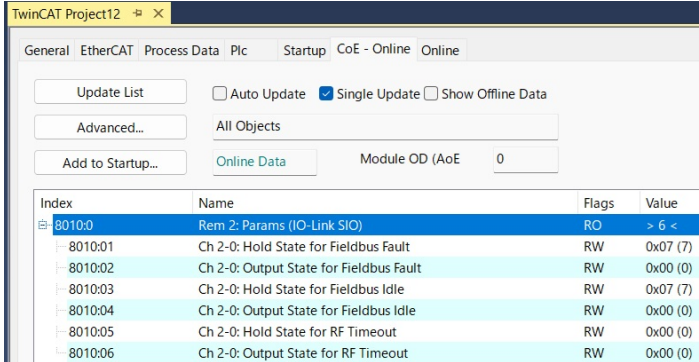 TwinCAT Project12
General EtherCAT Process Data Plc Startup CoE - Online Online
Update List Auto Update Single Update Show Offline Data
Advanced... All Objects
Add to Startup... Online Data Module OD (AoE 0
Index Name Flags Value
8010:0 Rem 2: Params (IO-Link SIO) RO > 6 <
8010:01 Ch 2-0: Hold State for Fieldbus Fault RW 0x07 (7)
8010:02 Ch 2-0: Output State for Fieldbus Fault RW 0x00 (0)
8010:03 Ch 2-0: Hold State for Fieldbus Idle RW 0x07 (7)
8010:04 Ch 2-0: Output State for Fieldbus Idle RW 0x00 (0)
8010:05 Ch 2-0: Hold State for RF Timeout RW 0x00 (0)
8010:06 Ch 2-0: Output State for RF Timeout RW 0x00 (0)